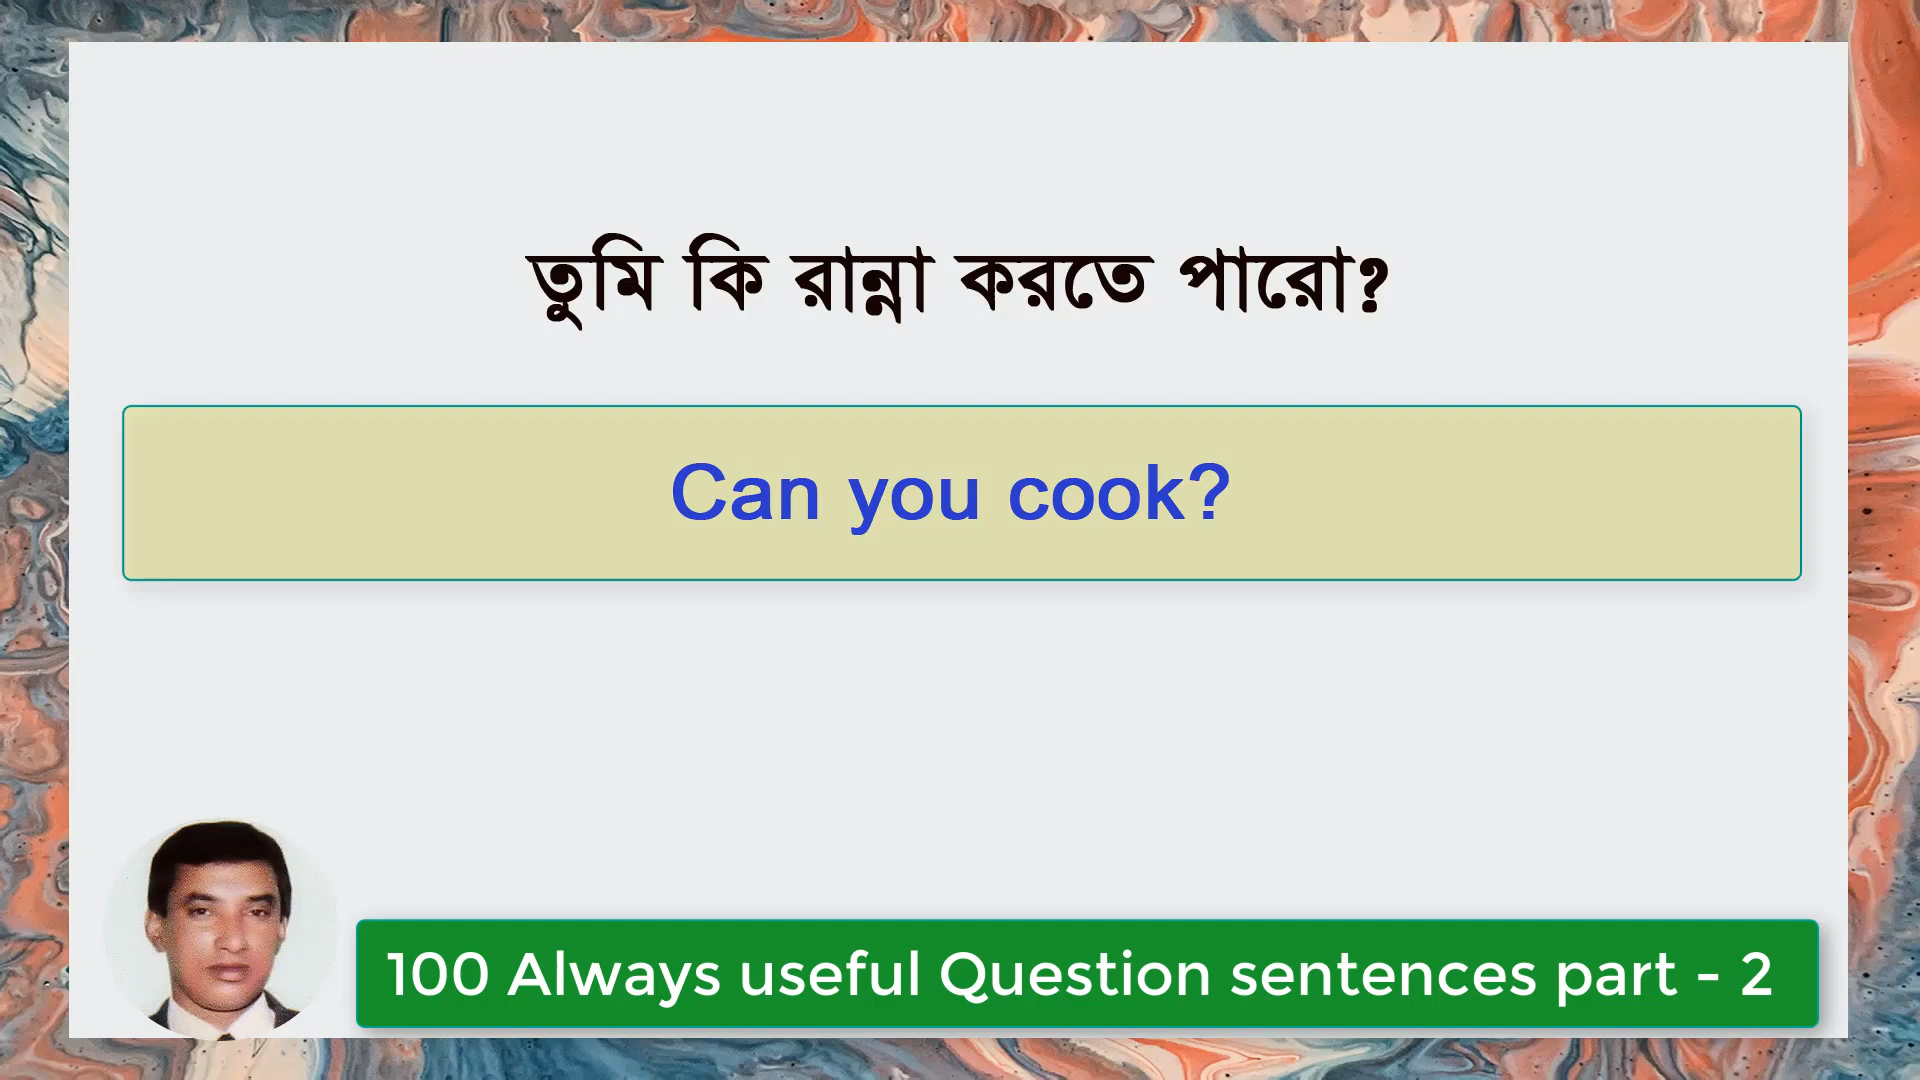 তুমি কি রান্না করতে পারো?
Can you cook?
100 Always useful Question sentences part - 2